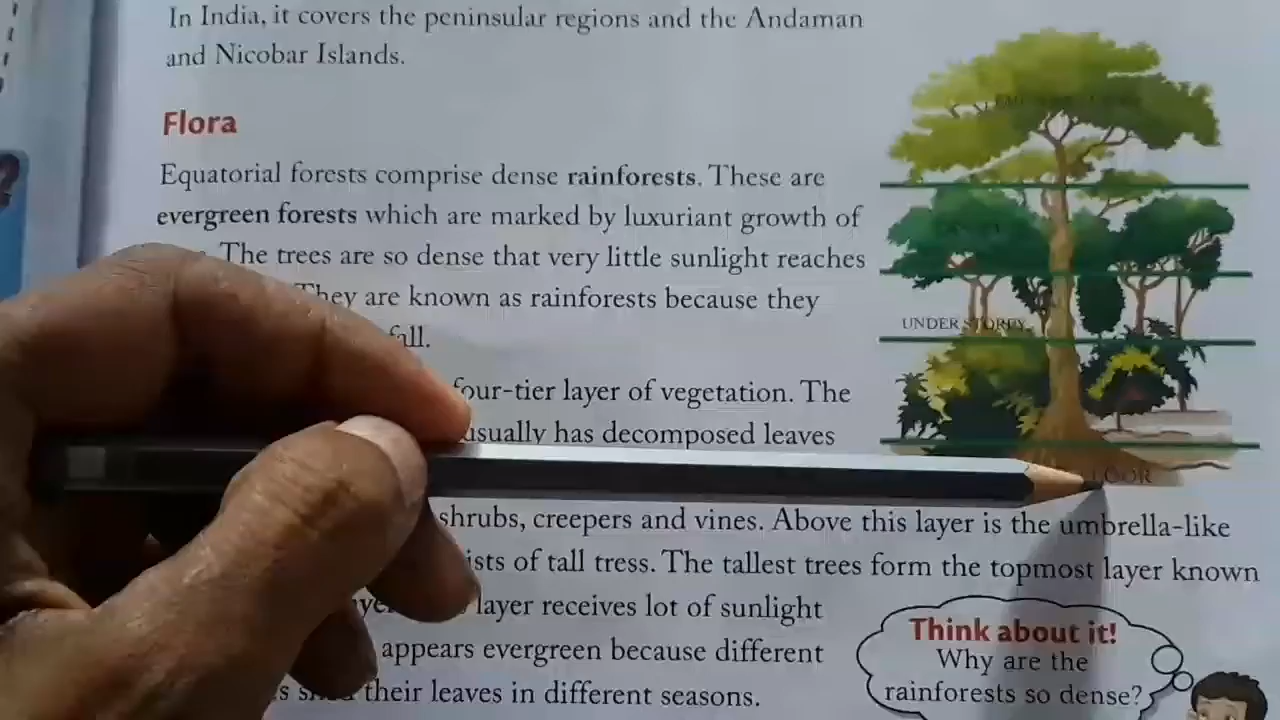 In India, it covers the peninsular regions and the Andaman
and Nicobar Islands.
Flora
Equatorial forests comprise dense rainforests. These are
evergreen forests which are marked by luxuriant growth of
The trees are so dense that very little sunlight reaches
They are known as rainforests because they
fall.
four-tier layer of vegetation. The
usually has decomposed leaves
shrubs, creepers and vines. Above this layer is the umbrella-like
of tall tress. The tallest trees form the topmost layer known
layer receives lot of sunlight
appears evergreen because different
their leaves in different seasons.
UNDER STOREY
Think about it!
Why are the
rainforests so dense?